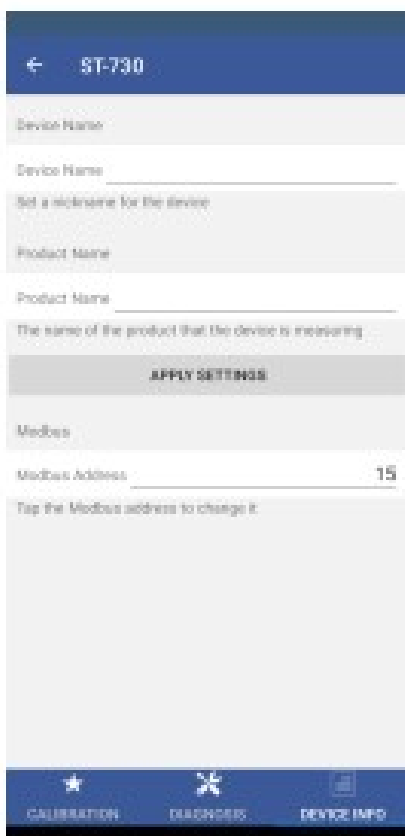 ST-730
Device Name
Device Name
Set a nickname for the device
Product Name
Product Name
The name of the product that the device is measuring
APPLY SETTINGS
Modbus
Modbus Address 15
Tap the Modbus address to change it
CALIBRATION DIAGNOSIS DEVICE INFO